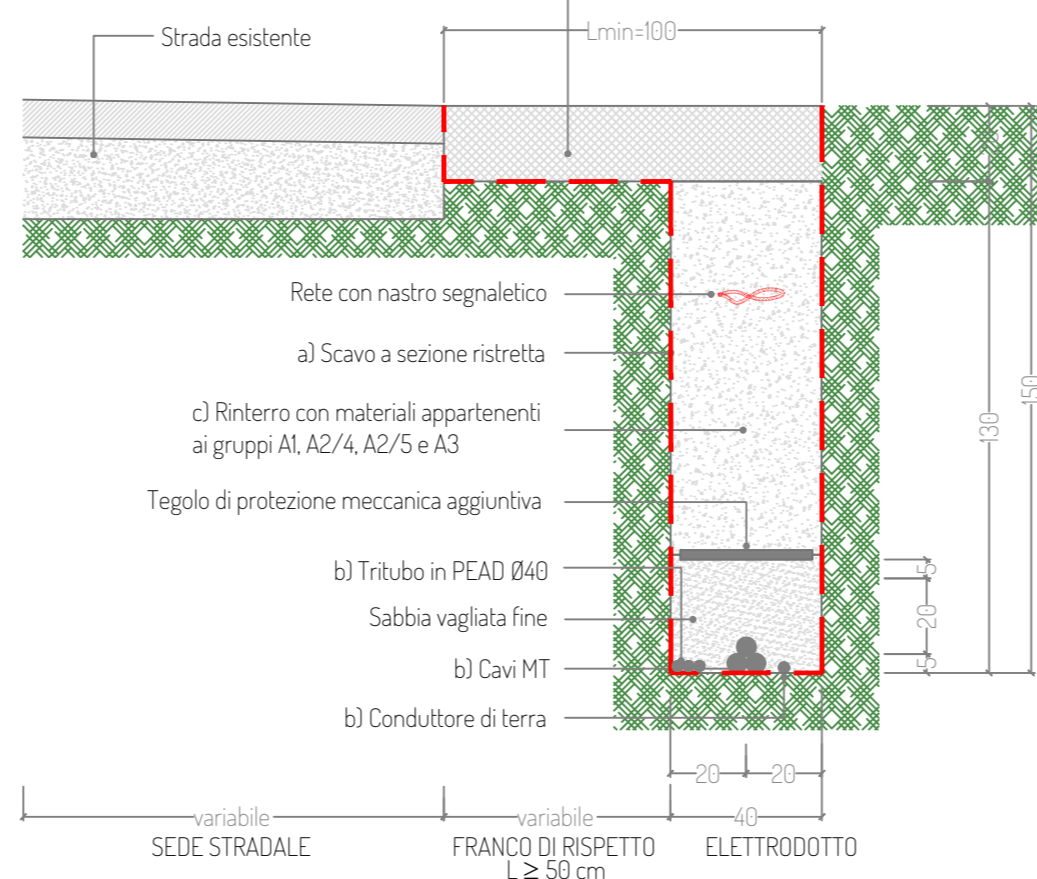 Strada esistente
Lmin=100
Rete con nastro segnaletico
a) Scavo a sezione ristretta
c) Rinterro con materiali appartenenti
ai gruppi A1, A2/4, A2/5 e A3
Tegolo di protezione meccanica aggiuntiva
b) Tritubo in PEAD Ø40
Sabbia vagliata fine
b) Cavi MT
b) Conduttore di terra
130
150
5
20
5
20
20
variabile
variabile
40
SEDE STRADALE
FRANCO DI RISPETTO
L ≥ 50 cm
ELETTRODOTTO